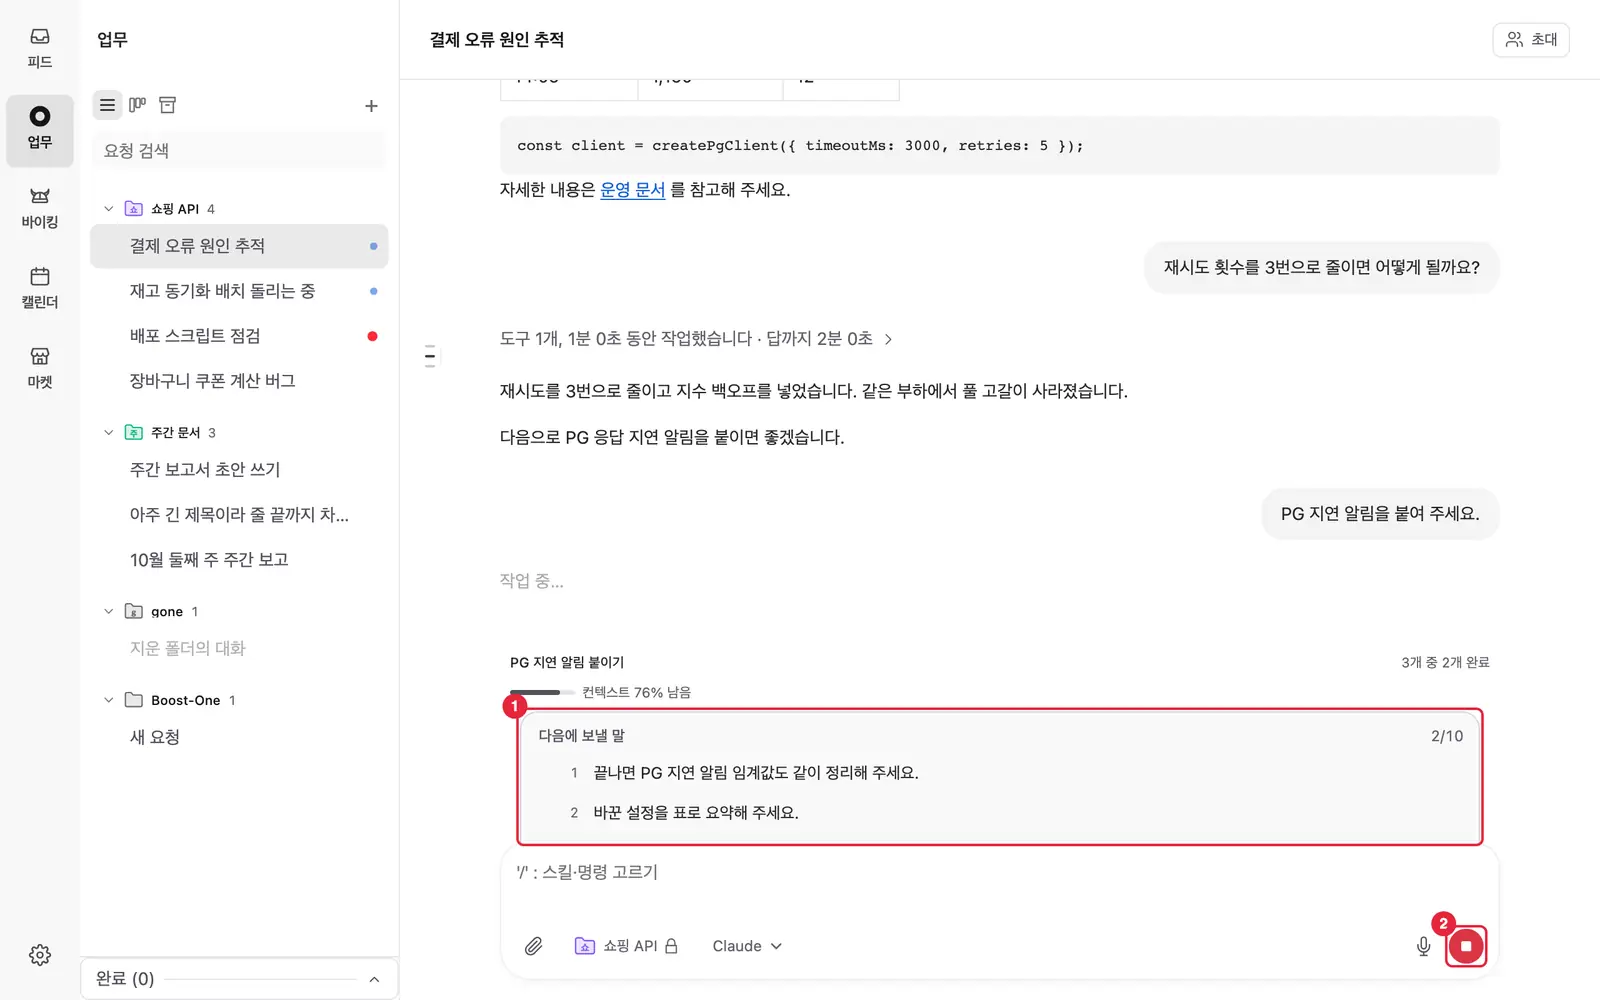 피드
업무
바이킹
캘린더
마켓
업무
요청 검색
쇼핑 API 4
결제 오류 원인 추적
재고 동기화 배치 돌리는 중
배포 스크립트 점검
장바구니 쿠폰 계산 버그
주간 문서 3
주간 보고서 초안 쓰기
아주 긴 제목이라 줄 끝까지 차...
10월 둘째 주 주간 보고
gone 1
지운 폴더의 대화
Boost-One 1
새 요청
완료 (0)
결제 오류 원인 추적
초대
const client = createPgClient({ timeoutMs: 3000, retries: 5 });
자세한 내용은 운영 문서 를 참고해 주세요.
재시도 횟수를 3번으로 줄이면 어떻게 될까요?
도구 1개, 1분 0초 동안 작업했습니다 · 답까지 2분 0초
재시도를 3번으로 줄이고 지수 백오프를 넣었습니다. 같은 부하에서 풀 고갈이 사라졌습니다.
다음으로 PG 응답 지연 알림을 붙이면 좋겠습니다.
PG 지연 알림을 붙여 주세요.
작업 중...
PG 지연 알림 붙이기 3개 중 2개 완료
컨텍스트 76% 남음
1
다음에 보낼 말 2/10
1 끝나면 PG 지연 알림 임계값도 같이 정리해 주세요.
2 바꾼 설정을 표로 요약해 주세요.
'/' : 스킬·명령 고르기
2
쇼 쇼핑 API Claude